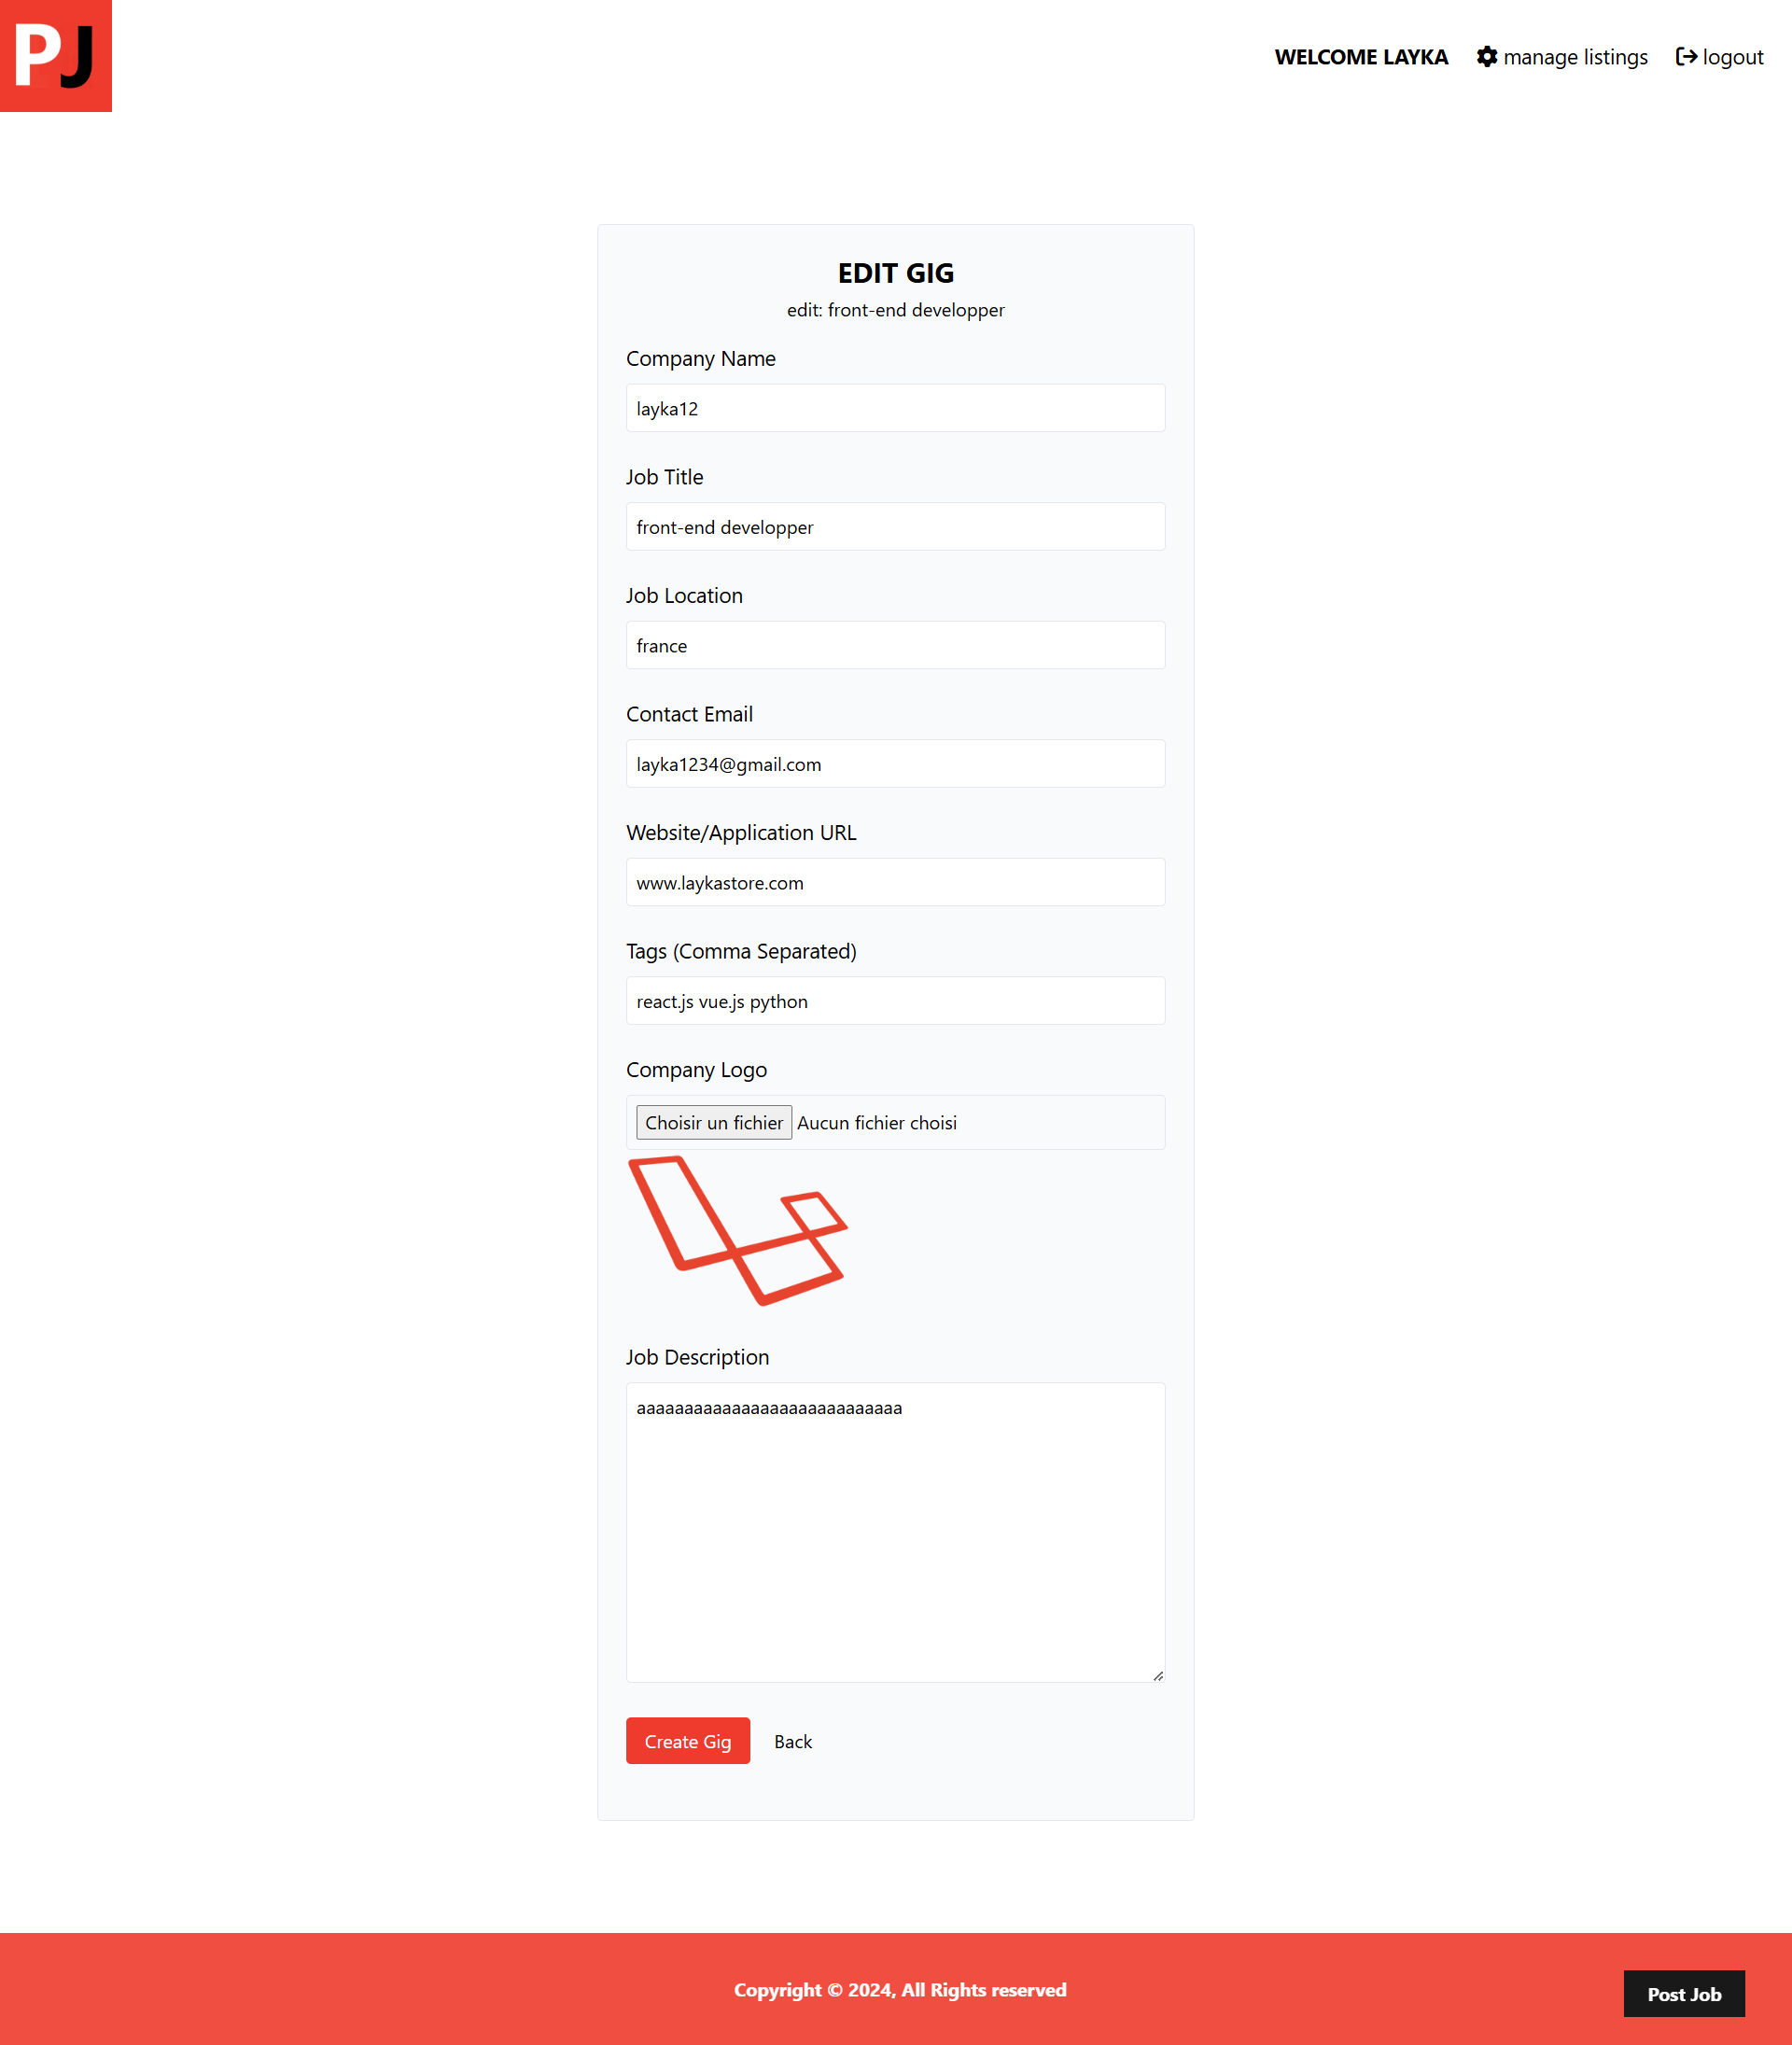 PJ
WELCOME LAYKA manage listings logout
EDIT GIG
edit: front-end developper
Company Name
layka12
Job Title
front-end developper
Job Location
france
Contact Email
layka1234@gmail.com
Website/Application URL
www.laykastore.com
Tags (Comma Separated)
react.js vue.js python
Company Logo
Choisir un fichier Aucun fichier choisi
Job Description
aaaaaaaaaaaaaaaaaaaaaaaaaaaa
Create Gig Back
Copyright © 2024, All Rights reserved
Post Job